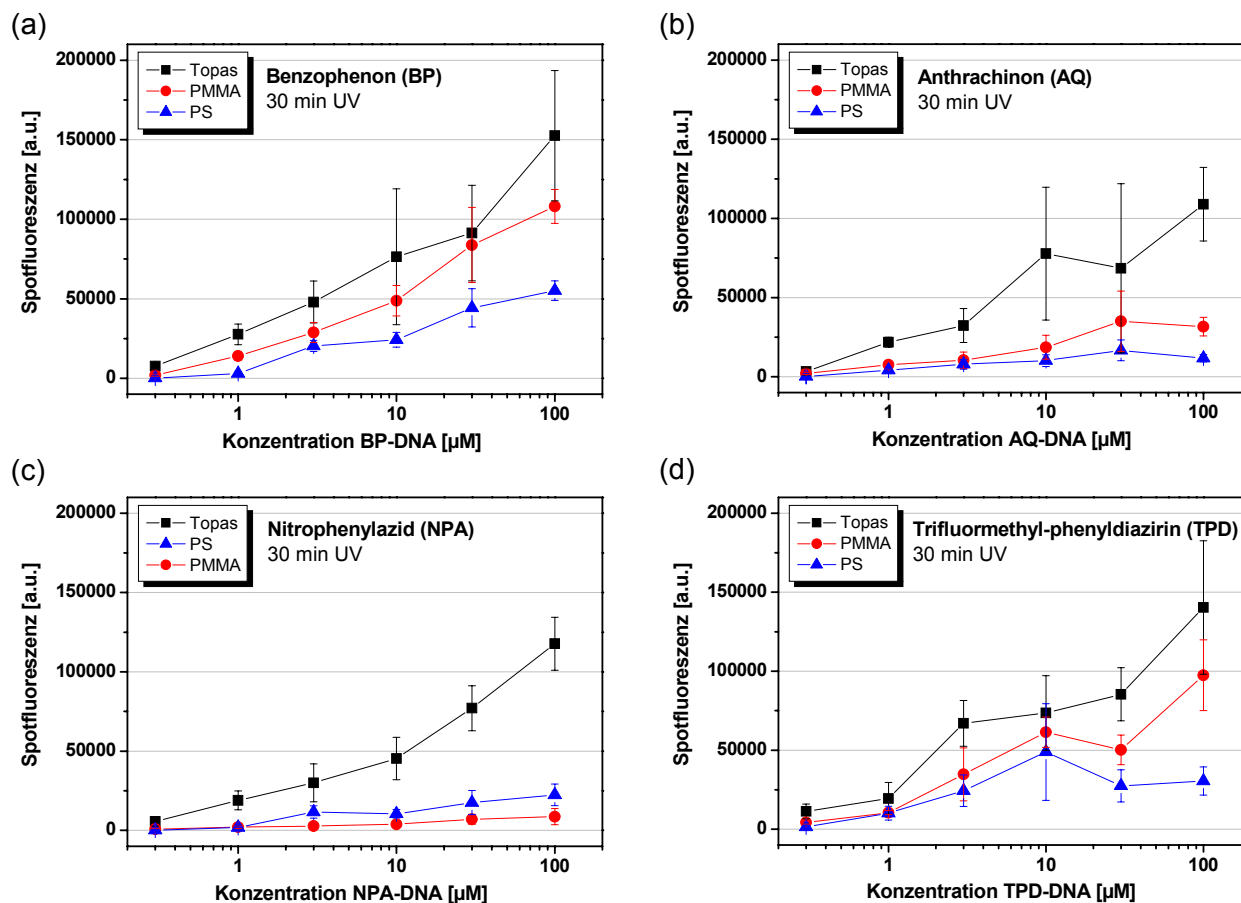 (a)
200000
150000
100000
50000
0
Spotfluoreszenz [a.u.]
Topas
PMMA
PS
Benzophenon (BP)
30 min UV
1
10
100
Konzentration BP-DNA [µM]
(b)
200000
150000
100000
50000
0
Spotfluoreszenz [a.u.]
Topas
PMMA
PS
Anthrachinon (AQ)
30 min UV
1
10
100
Konzentration AQ-DNA [µM]
(c)
200000
150000
100000
50000
0
Spotfluoreszenz [a.u.]
Topas
PS
PMMA
Nitrophenylazid (NPA)
30 min UV
1
10
100
Konzentration NPA-DNA [µM]
(d)
200000
150000
100000
50000
0
Spotfluoreszenz [a.u.]
Topas
PMMA
PS
Trifluormethyl-phenyldiazirin (TPD)
30 min UV
1
10
100
Konzentration TPD-DNA [µM]